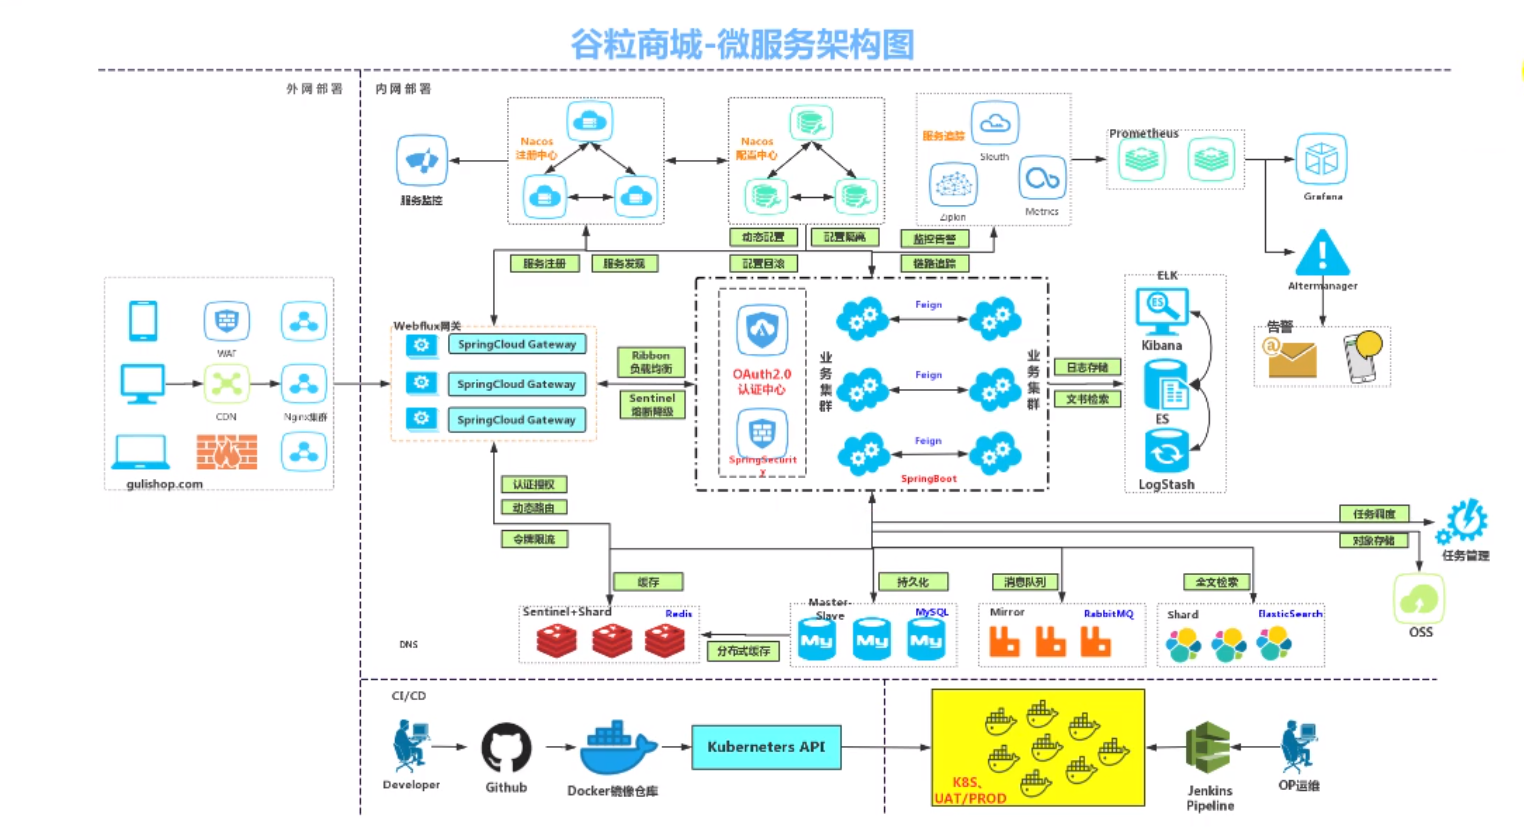 谷粒商城-微服务架构图
外网部署
内网部署
服务监控
Nacos
注册中心
Nacos
配置中心
服务追踪
Sleuth
Zipkin
Metrics
Prometheus
Grafana
Altermanager
告警
服务注册
服务发现
动态配置
配置隔离
配置回滚
监控告警
链路追踪
WAF
CDN
Nginx集群
gulishop.com
Webflux网关
SpringCloud Gateway
SpringCloud Gateway
SpringCloud Gateway
Ribbon
负载均衡
Sentinel
熔断降级
OAuth2.0
认证中心
SpringSecurit
y
业务集群
Feign
Feign
Feign
业务集群
SpringBoot
日志存储
文书检索
ELK
Kibana
ES
LogStash
认证授权
动态路由
令牌限流
任务调度
对象存储
任务管理
OSS
缓存
持久化
消息队列
全文检索
Sentinel+Shard
Redis
分布式缓存
Master-
Slave
MySQL
Mirror
RabbitMQ
Shard
ElasticSearch
DNS
CI/CD
Developer
Github
Docker镜像仓库
Kuberneters API
K8S、
UAT/PROD
Jenkins
Pipeline
OP运维